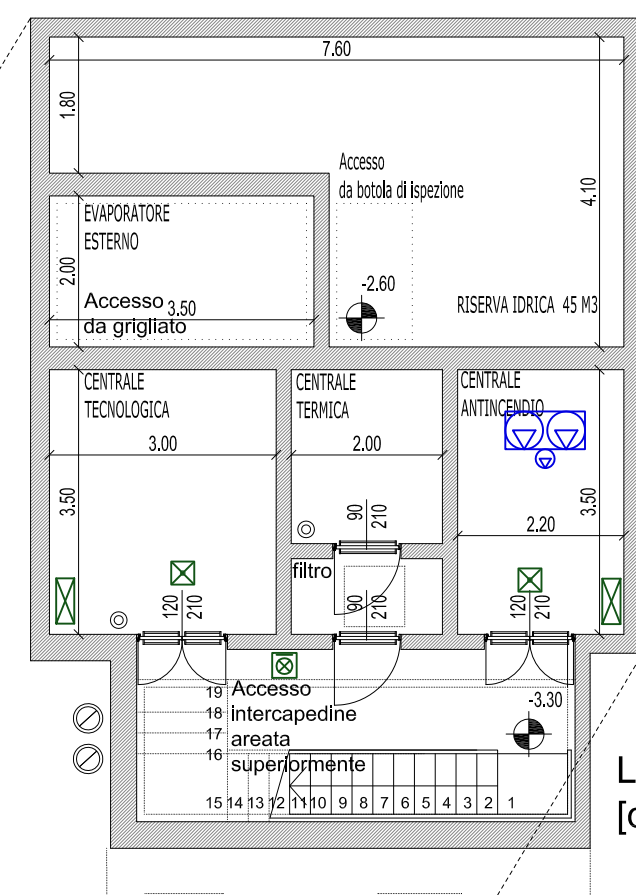 7.60
1.80
Accesso
da botola di ispezione
4.10
EVAPORATORE
ESTERNO
2.00
-2.60
Accesso
3.50
da grigliato
RISERVA IDRICA 45 M3
CENTRALE
TECNOLOGICA
CENTRALE
TERMICA
CENTRALE
ANTINCENDIO
3.00
2.00
3.50
3.50
2.20
90
210
filtro
120
210
90
210
120
210
19
Accesso
-3.30
18
intercapedine
17
areata
16
superiormente
15 14 13 12 11 10 9 8 7 6 5 4 3 2 1